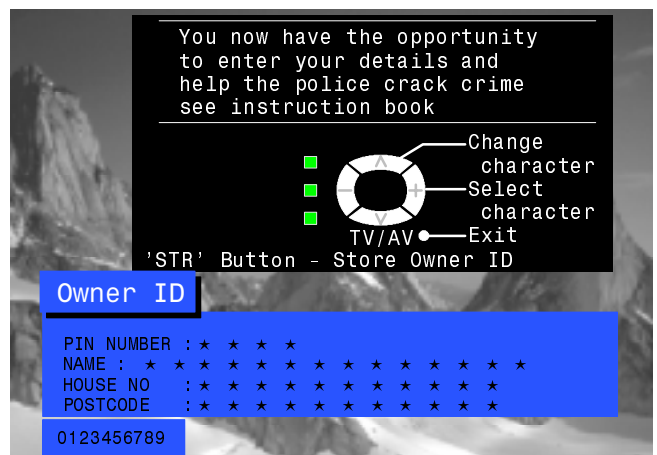 You now have the opportunity
to enter your details and
help the police crack crime
see instruction book
Change
character
Select
character
TV/AV Exit
'STR' Button - Store Owner ID
Owner ID
PIN NUMBER : ★ ★ ★ ★
NAME : ★ ★ ★ ★ ★ ★ ★ ★ ★ ★ ★ ★ ★ ★
HOUSE NO : ★ ★ ★ ★ ★ ★ ★ ★ ★ ★ ★
POSTCODE : ★ ★ ★ ★ ★ ★ ★ ★ ★ ★ ★
0123456789